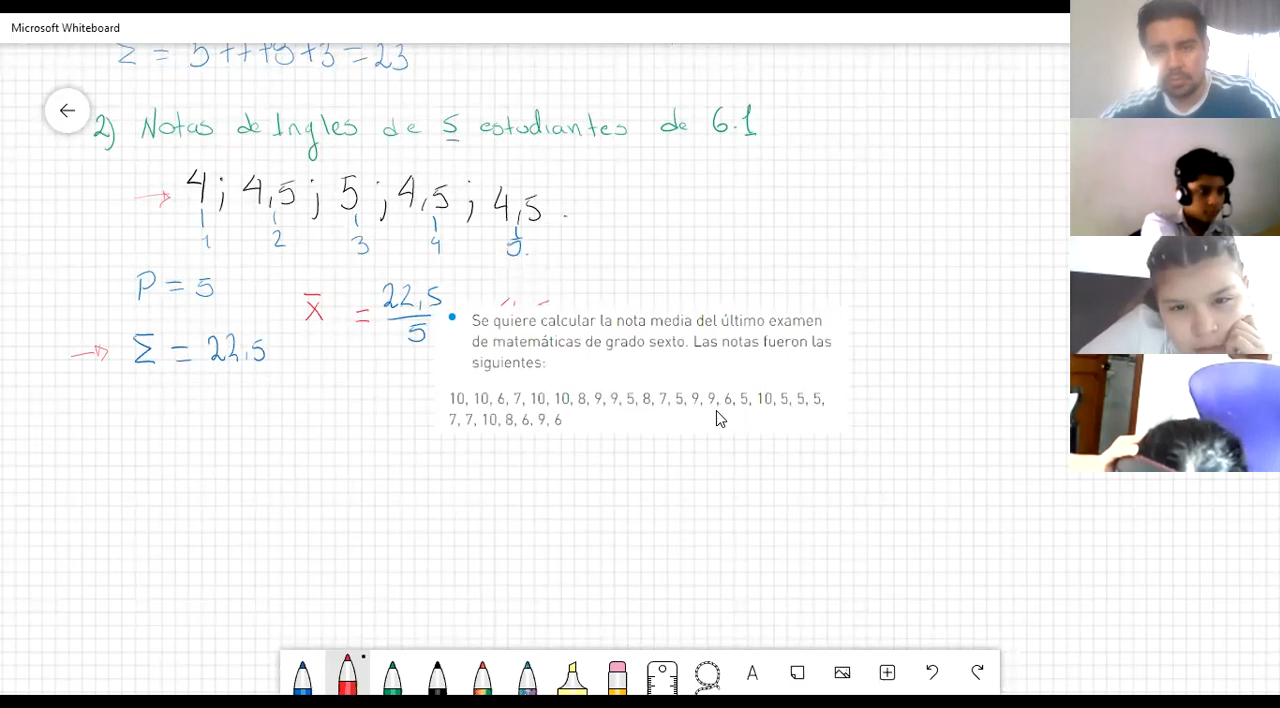 Microsoft Whiteboard
Σ = 5+7+5+3=23
2) Notas de Ingles de 5 estudiantes de 6.1
→ 4; 4,5; 5; 4,5; 4,5.
1 2 3 4 5.
P = 5
x̄ = 22,5/5
→ Σ = 22,5
• Se quiere calcular la nota media del último examen
de matemáticas de grado sexto. Las notas fueron las
siguientes:
10, 10, 6, 7, 10, 10, 8, 9, 9, 5, 8, 7, 5, 9, 9, 6, 5, 10, 5, 5, 5,
7, 7, 10, 8, 6, 9, 6
A